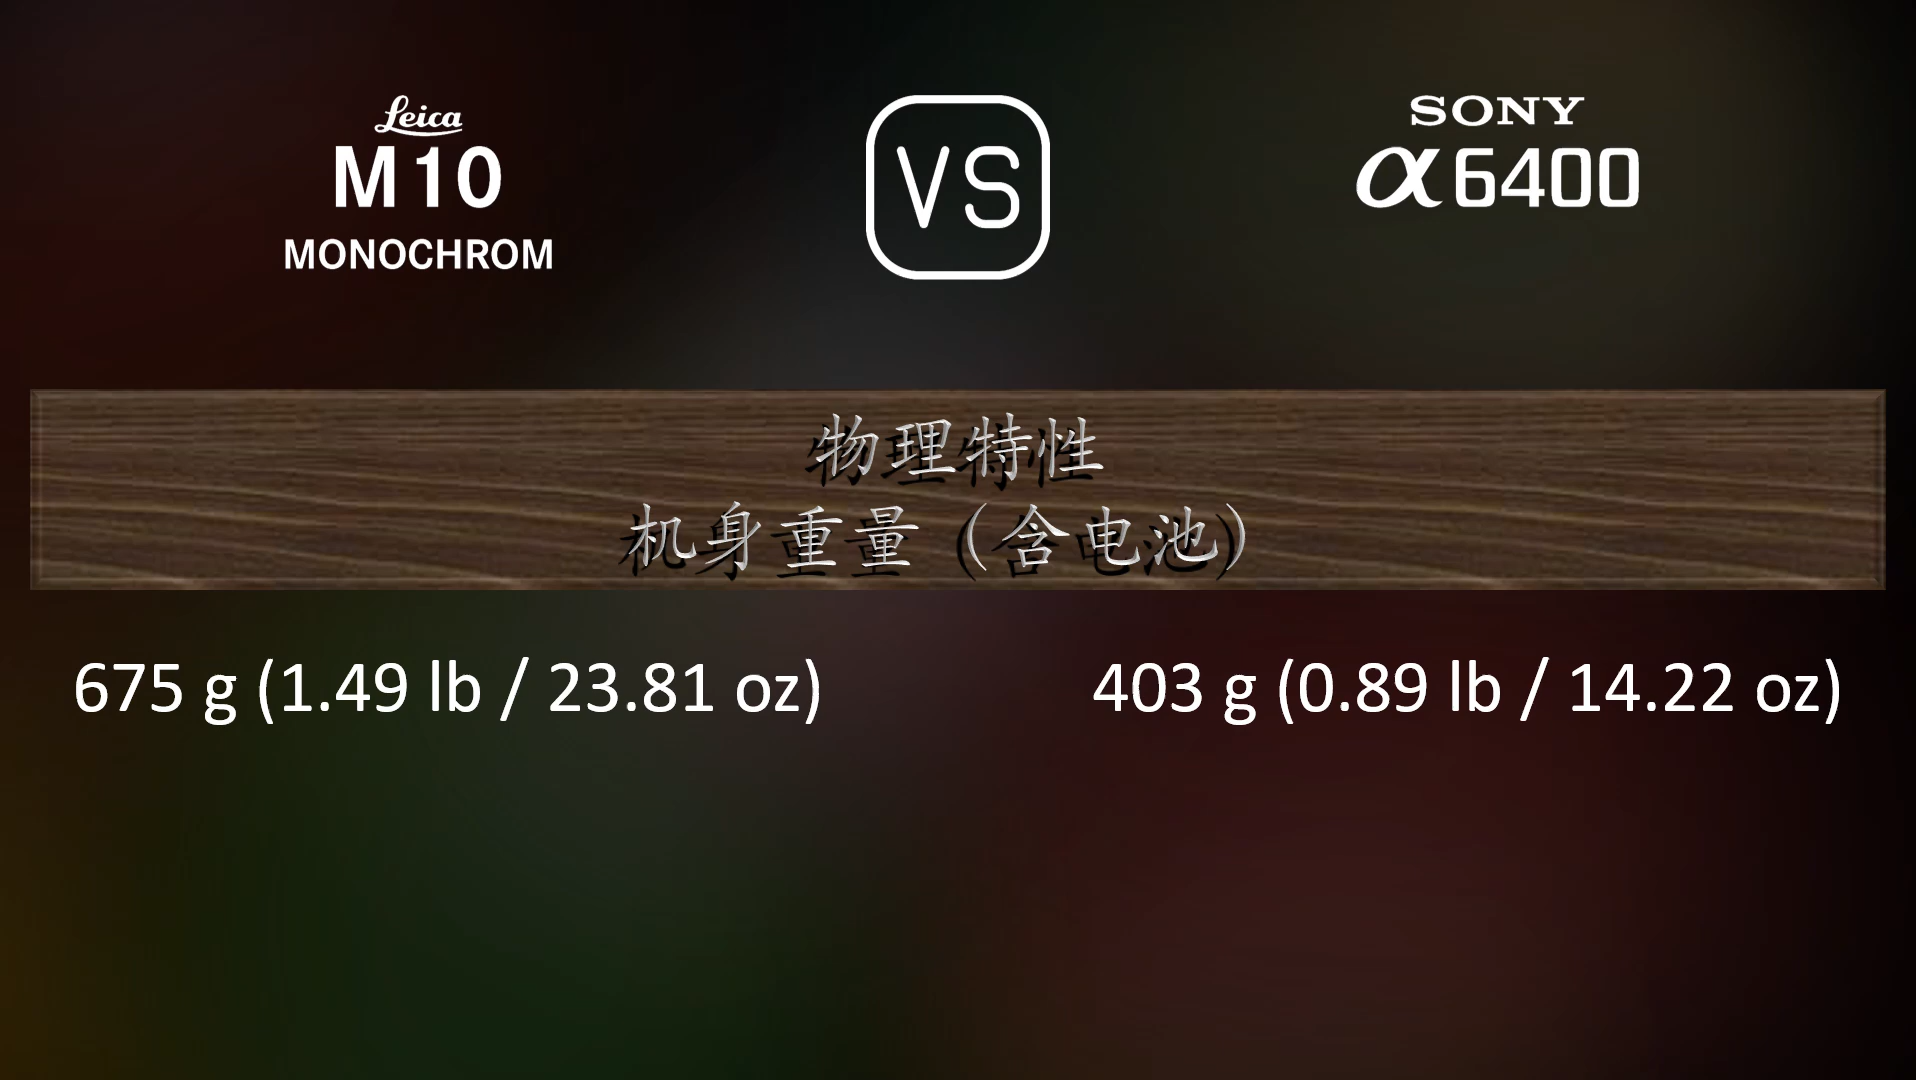 Leica
M10
MONOCHROM
VS
SONY
α6400
物理特性
机身重量（含电池）
675 g (1.49 lb / 23.81 oz)
403 g (0.89 lb / 14.22 oz)